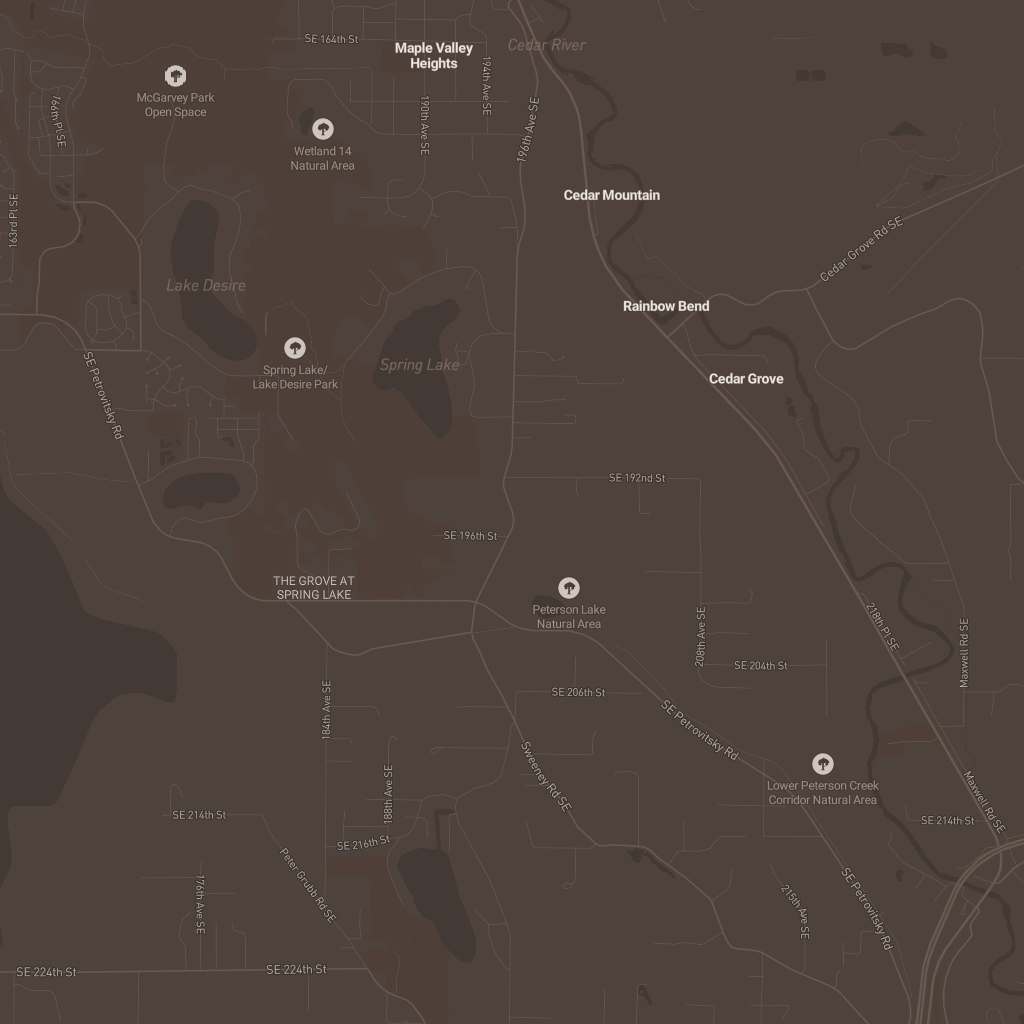 SE 164th St
Maple Valley
Heights
Cedar River
McGarvey Park
Open Space
166th Pl SE
194th Ave SE
190th Ave SE
196th Ave SE
Wetland 14
Natural Area
163rd Pl SE
Cedar Mountain
Cedar Grove Rd SE
Lake Desire
Rainbow Bend
Spring Lake/
Lake Desire Park
Spring Lake
Cedar Grove
SE Petrovitsky Rd
SE 192nd St
SE 196th St
THE GROVE AT
SPRING LAKE
Peterson Lake
Natural Area
208th Ave SE
218th Pl SE
Maxwell Rd SE
SE 204th St
184th Ave SE
SE 206th St
SE Petrovitsky Rd
Sweeney Rd SE
Lower Peterson Creek
Corridor Natural Area
188th Ave SE
Maxwell Rd SE
SE 214th St
SE 214th St
SE 216th St
Peter Grubb Rd SE
176th Ave SE
215th Ave SE
SE Petrovitsky Rd
SE 224th St
SE 224th St